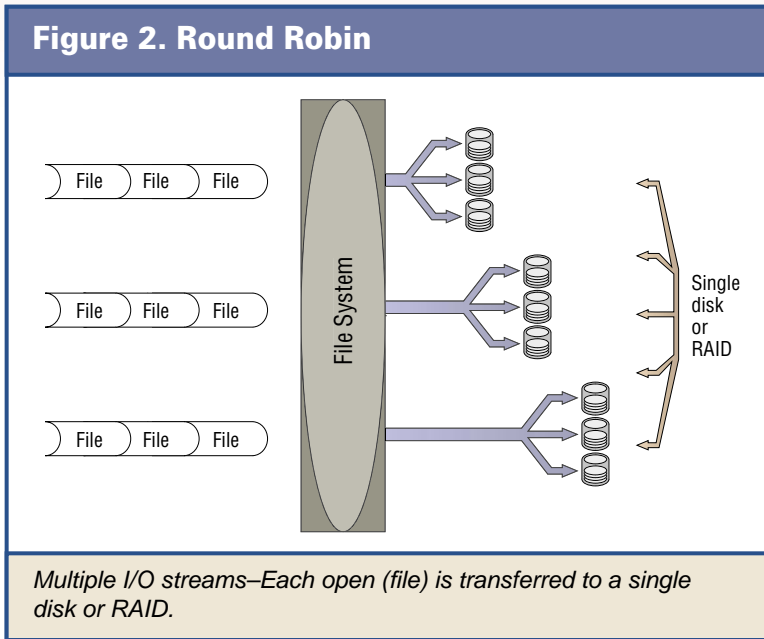 Figure 2. Round Robin
File File File
File File File
File File File
File System
Single
disk
or
RAID
Multiple I/O streams–Each open (file) is transferred to a single
disk or RAID.